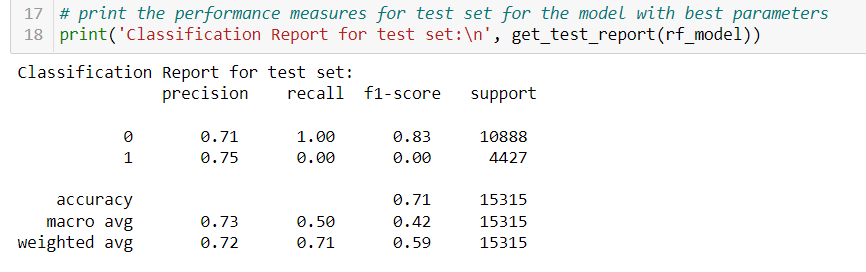 17 # print the performance measures for test set for the model with best parameters
18 print('Classification Report for test set:\n', get_test_report(rf_model))
Classification Report for test set:
precision recall f1-score support
0 0.71 1.00 0.83 10888
1 0.75 0.00 0.00 4427
accuracy 0.71 15315
macro avg 0.73 0.50 0.42 15315
weighted avg 0.72 0.71 0.59 15315